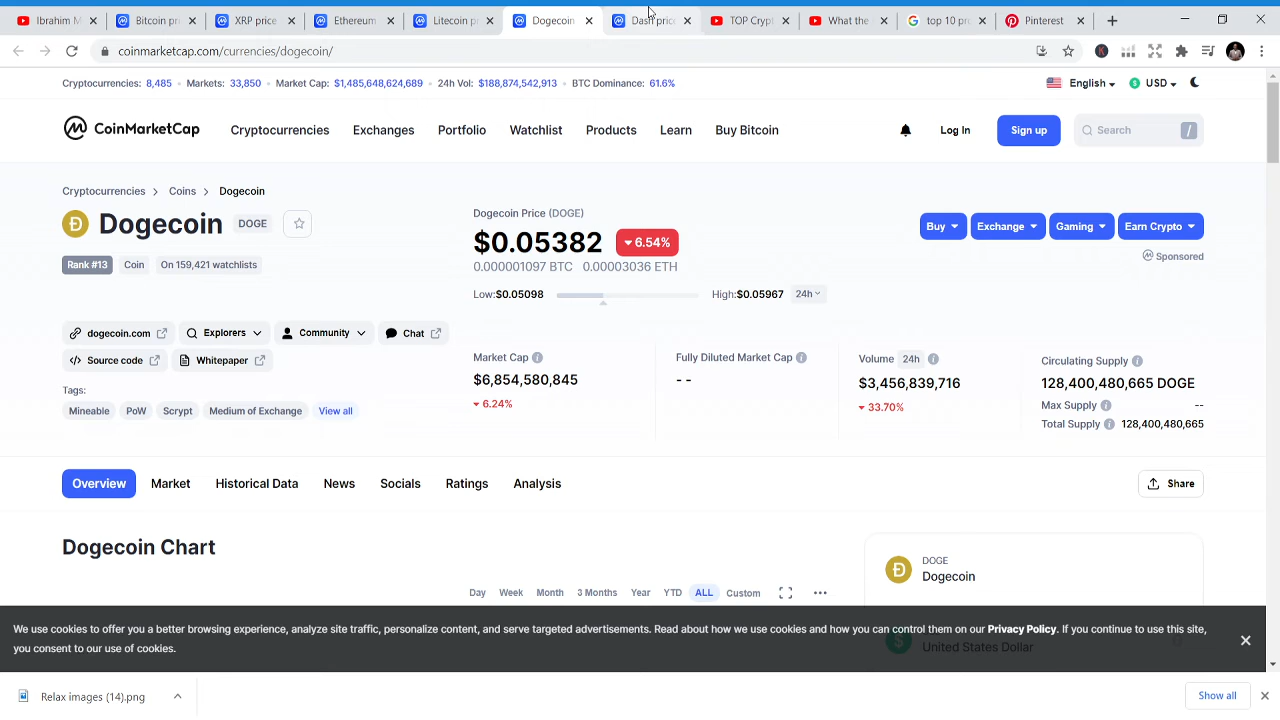 Ibrahim M
Bitcoin pri
XRP price
Ethereum
Litecoin pr
Dogecoin
Dash price
TOP Crypt
What the
top 10 pr
Pinterest
coinmarketcap.com/currencies/dogecoin/
K
Cryptocurrencies: 8,485 • Markets: 33,850 • Market Cap: $1,485,648,624,689 • 24h Vol: $188,874,542,913 • BTC Dominance: 61.6%
English
USD
CoinMarketCap
Cryptocurrencies
Exchanges
Portfolio
Watchlist
Products
Learn
Buy Bitcoin
Log In
Sign up
Search
/
Cryptocurrencies > Coins > Dogecoin
Dogecoin DOGE
Rank #13
Coin
On 159,421 watchlists
Dogecoin Price (DOGE)
$0.05382 6.54%
0.000001097 BTC 0.00003036 ETH
Low:$0.05098
High:$0.05967
24h
Buy
Exchange
Gaming
Earn Crypto
Sponsored
dogecoin.com
Explorers
Community
Chat
Source code
Whitepaper
Tags:
Mineable
PoW
Scrypt
Medium of Exchange
View all
Market Cap
$6,854,580,845
6.24%
Fully Diluted Market Cap
- -
Volume 24h
$3,456,839,716
33.70%
Circulating Supply
128,400,480,665 DOGE
Max Supply --
Total Supply 128,400,480,665
Overview
Market
Historical Data
News
Socials
Ratings
Analysis
Share
Dogecoin Chart
Day
Week
Month
3 Months
Year
YTD
ALL
Custom
DOGE
Dogecoin
United States Dollar
We use cookies to offer you a better browsing experience, analyze site traffic, personalize content, and serve targeted advertisements. Read about how we use cookies and how you can control them on our Privacy Policy. If you continue to use this site,
you consent to our use of cookies.
Relax images (14).png
Show all